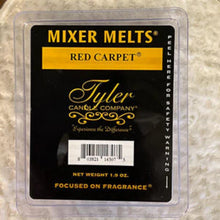 MIXER MELTS®
RED CARPET®
Tyler
CANDLE COMPANY®
Experience the Difference®
NET WEIGHT 1.9 OZ.
FOCUSED ON FRAGRANCE®
PEEL HERE FOR SAFETY WARNING